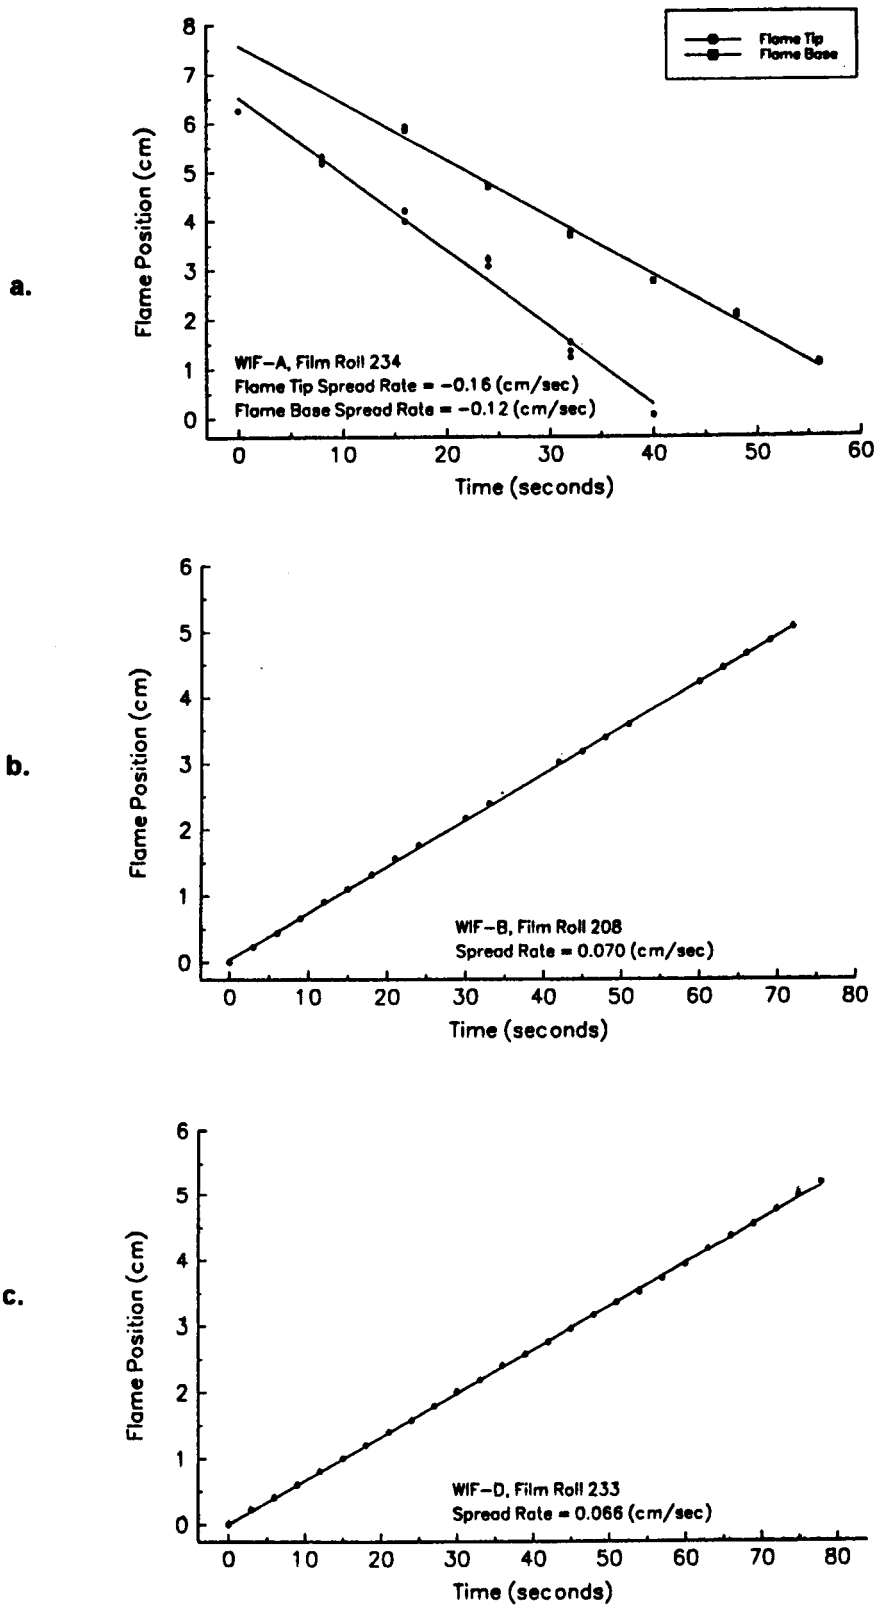 a.
Flame Tip
Flame Base
Flame Position (cm)
8
7
6
5
4
3
2
1
0
WIF-A, Film Roll 234
Flame Tip Spread Rate = -0.16 (cm/sec)
Flame Base Spread Rate = -0.12 (cm/sec)
0 10 20 30 40 50 60
Time (seconds)
b.
Flame Position (cm)
6
5
4
3
2
1
0
WIF-B, Film Roll 208
Spread Rate = 0.070 (cm/sec)
0 10 20 30 40 50 60 70 80
Time (seconds)
c.
Flame Position (cm)
6
5
4
3
2
1
0
WIF-D, Film Roll 233
Spread Rate = 0.066 (cm/sec)
0 10 20 30 40 50 60 70 80
Time (seconds)